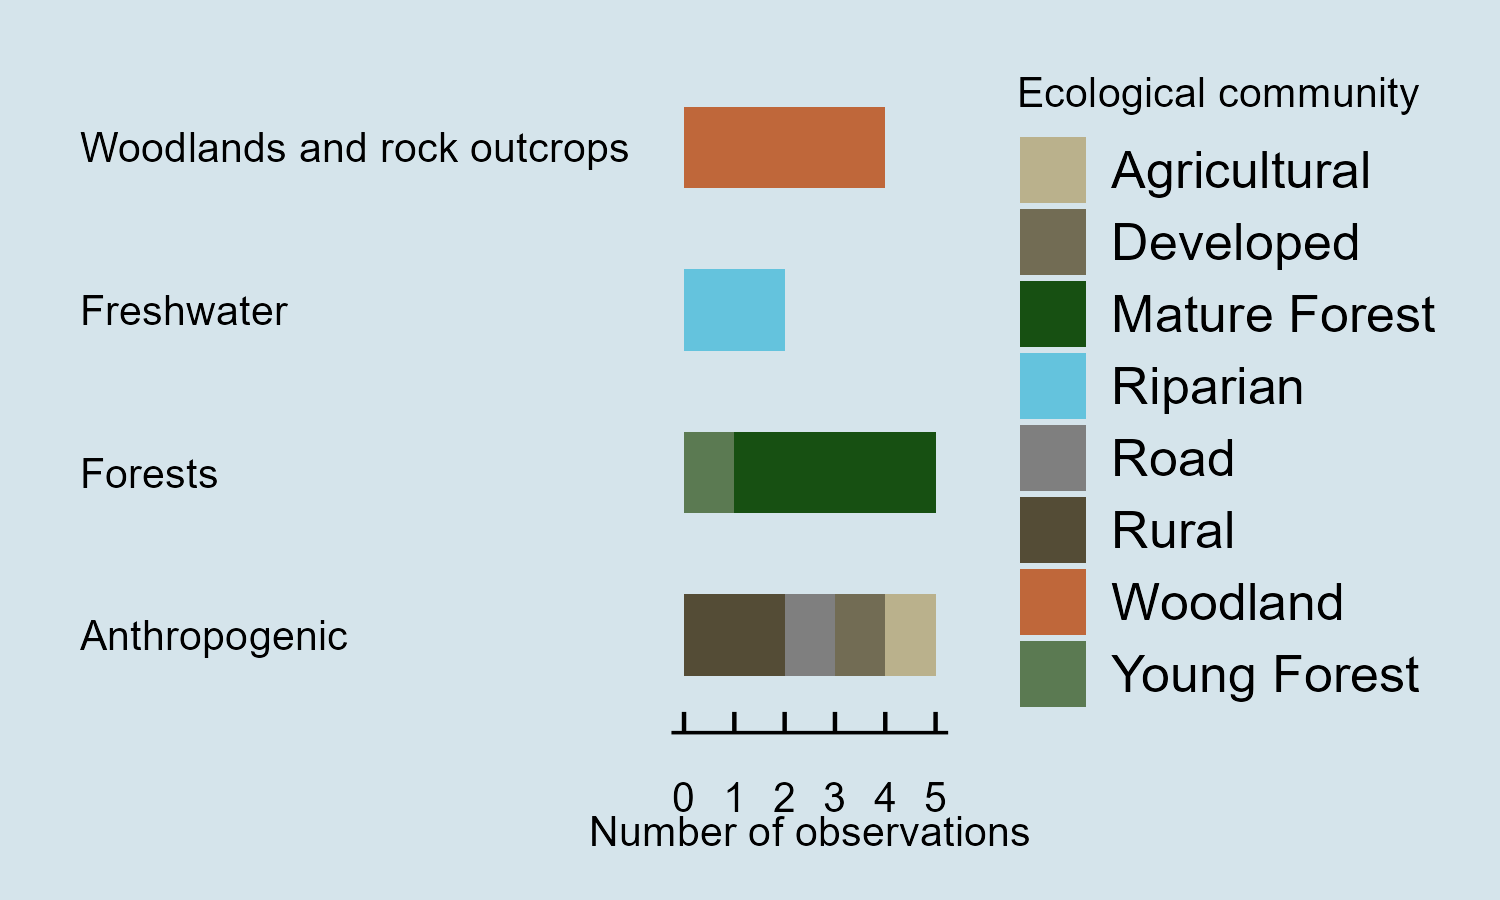 Woodlands and rock outcrops
Freshwater
Forests
Anthropogenic
0 1 2 3 4 5
Number of observations
Ecological community
Agricultural
Developed
Mature Forest
Riparian
Road
Rural
Woodland
Young Forest